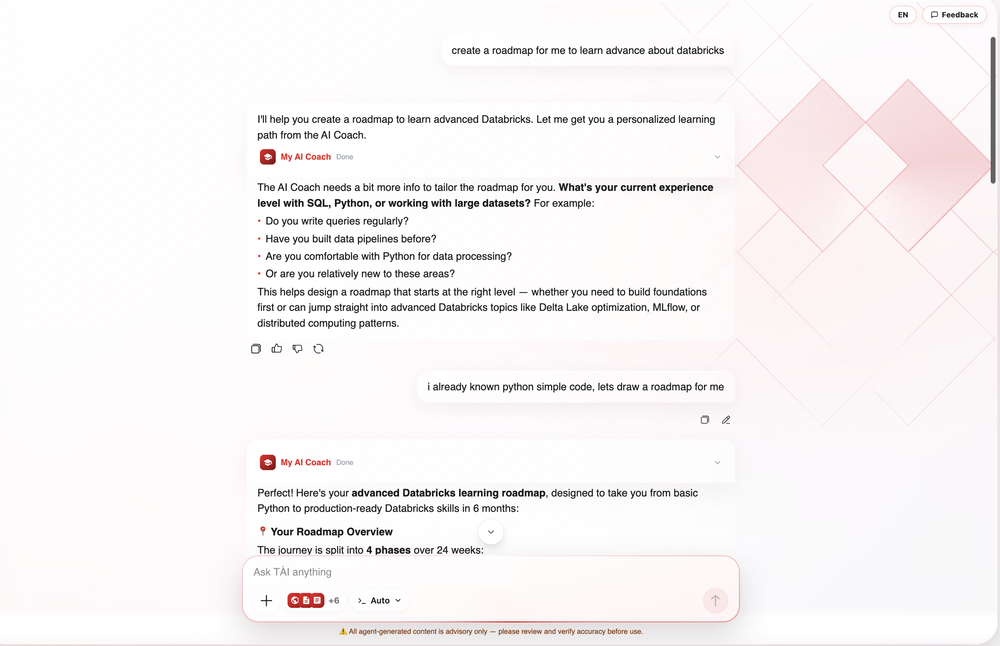 EN
Feedback
create a roadmap for me to learn advance about databricks
I'll help you create a roadmap to learn advanced Databricks. Let me get you a personalized learning
path from the AI Coach.
My AI Coach Done
The AI Coach needs a bit more info to tailor the roadmap for you. What's your current experience
level with SQL, Python, or working with large datasets? For example:
• Do you write queries regularly?
• Have you built data pipelines before?
• Are you comfortable with Python for data processing?
• Or are you relatively new to these areas?
This helps design a roadmap that starts at the right level — whether you need to build foundations
first or can jump straight into advanced Databricks topics like Delta Lake optimization, MLflow, or
distributed computing patterns.
i already known python simple code, lets draw a roadmap for me
My AI Coach Done
Perfect! Here's your advanced Databricks learning roadmap, designed to take you from basic
Python to production-ready Databricks skills in 6 months:
📍 Your Roadmap Overview
The journey is split into 4 phases over 24 weeks:
Ask TÀI anything
+6
Auto
⚠️ All agent-generated content is advisory only — please review and verify accuracy before use.